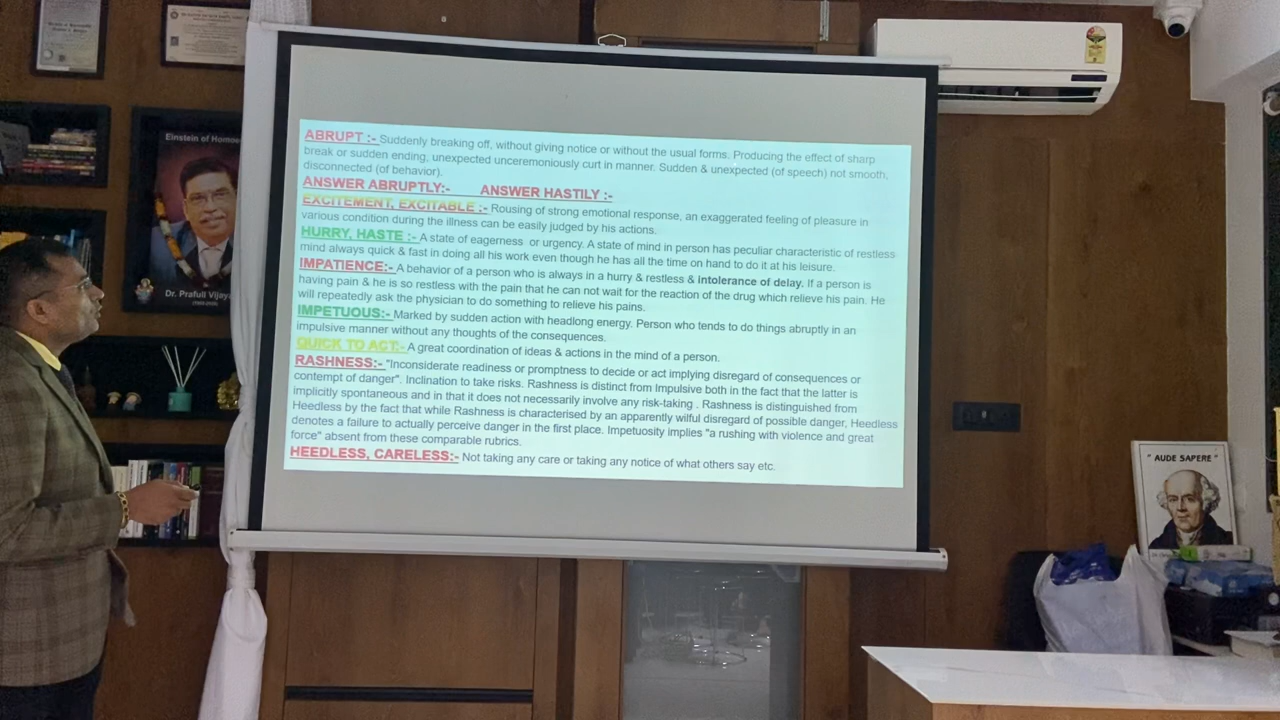 Einstein of Homoe
Dr. Prafull Vijay
ABRUPT :- Suddenly breaking off, without giving notice or without the usual forms. Producing the effect of sharp
break or sudden ending, unexpected unceremoniously curt in manner. Sudden & unexpected (of speech) not smooth,
disconnected (of behavior).
ANSWER ABRUPTLY:- ANSWER HASTILY :-
EXCITEMENT, EXCITABLE :- Rousing of strong emotional response, an exaggerated feeling of pleasure in
various condition during the illness can be easily judged by his actions.
HURRY, HASTE :- A state of eagerness or urgency. A state of mind in person has peculiar characteristic of restless
mind always quick & fast in doing all his work even though he has all the time on hand to do it at his leisure.
IMPATIENCE:- A behavior of a person who is always in a hurry & restless & intolerance of delay. If a person is
having pain & he is so restless with the pain that he can not wait for the reaction of the drug which relieve his pain. He
will repeatedly ask the physician to do something to relieve his pains.
IMPETUOUS:- Marked by sudden action with headlong energy. Person who tends to do things abruptly in an
impulsive manner without any thoughts of the consequences.
QUICK TO ACT:- A great coordination of ideas & actions in the mind of a person.
RASHNESS:- "Inconsiderate readiness or promptness to decide or act implying disregard of consequences or
contempt of danger". Inclination to take risks. Rashness is distinct from Impulsive both in the fact that the latter is
implicitly spontaneous and in that it does not necessarily involve any risk-taking . Rashness is distinguished from
Heedless by the fact that while Rashness is characterised by an apparently wilful disregard of possible danger, Heedless
denotes a failure to actually perceive danger in the first place. Impetuosity implies "a rushing with violence and great
force" absent from these comparable rubrics.
HEEDLESS, CARELESS:- Not taking any care or taking any notice of what others say etc.
" AUDE SAPERE "